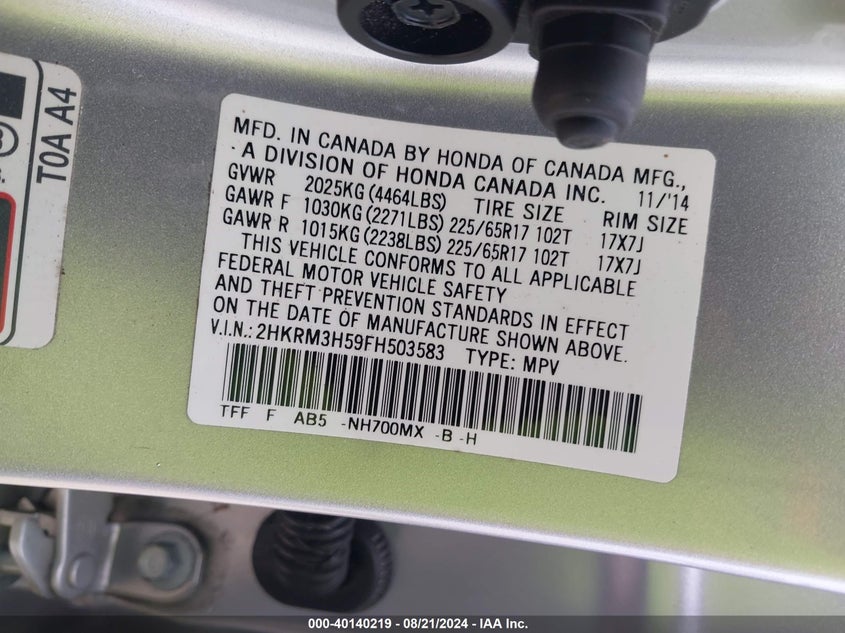 T0A A4
MFD. IN CANADA BY HONDA OF CANADA MFG.,
A DIVISION OF HONDA CANADA INC. 11/'14
GVWR 2025KG (4464LBS) TIRE SIZE RIM SIZE
GAWR F 1030KG (2271LBS) 225/65R17 102T 17X7J
GAWR R 1015KG (2238LBS) 225/65R17 102T 17X7J
THIS VEHICLE CONFORMS TO ALL APPLICABLE
FEDERAL MOTOR VEHICLE SAFETY
AND THEFT PREVENTION STANDARDS IN EFFECT
ON THE DATE OF MANUFACTURE SHOWN ABOVE.
V.I.N.: 2HKRM3H59FH503583 TYPE: MPV
TFF F AB5 -NH700MX -B -H
000-40140219 - 08/21/2024 - IAA Inc.